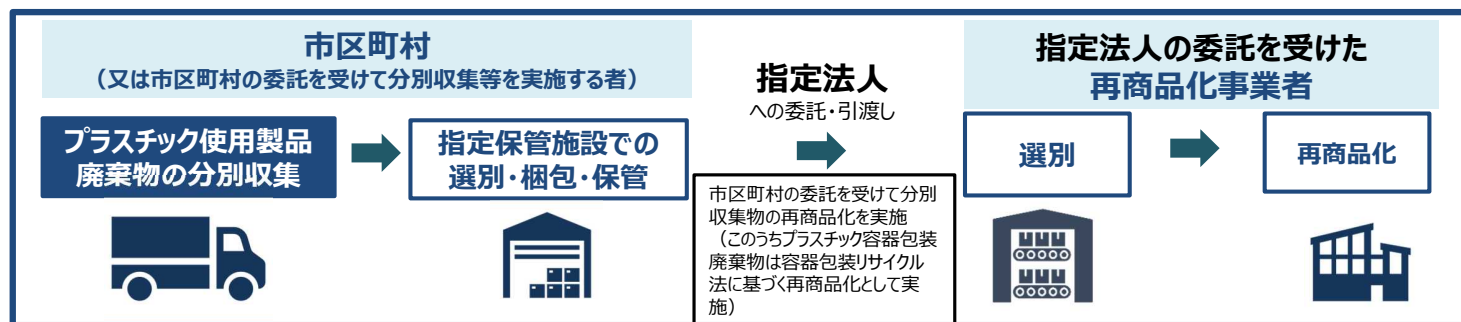 市区町村
（又は市区町村の委託を受けて分別収集等を実施する者）
プラスチック使用製品
廃棄物の分別収集
指定保管施設での
選別・梱包・保管
指定法人
への委託・引渡し
市区町村の委託を受けて分別
収集物の再商品化を実施
（このうちプラスチック容器包装
廃棄物は容器包装リサイクル
法に基づく再商品化として実
施）
指定法人の委託を受けた
再商品化事業者
選別
再商品化